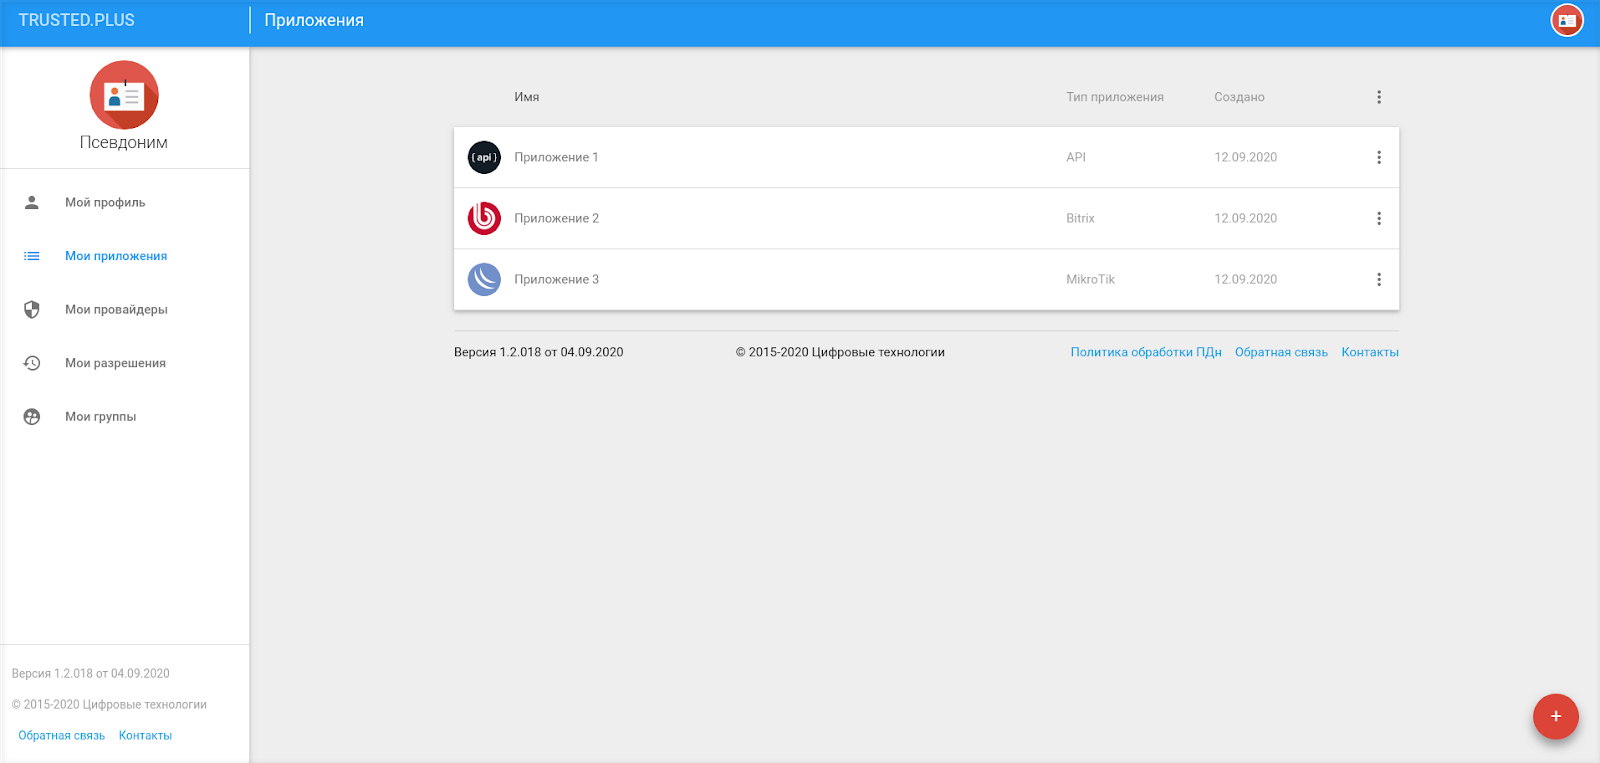 TRUSTED.PLUS
Приложения
Псевдоним
Мой профиль
Мои приложения
Мои провайдеры
Мои разрешения
Мои группы
Версия 1.2.018 от 04.09.2020
© 2015-2020 Цифровые технологии
Обратная связь Контакты
Имя Тип приложения Создано
{ api } Приложение 1 API 12.09.2020
Приложение 2 Bitrix 12.09.2020
Приложение 3 MikroTik 12.09.2020
Версия 1.2.018 от 04.09.2020 © 2015-2020 Цифровые технологии Политика обработки ПДн Обратная связь Контакты
+